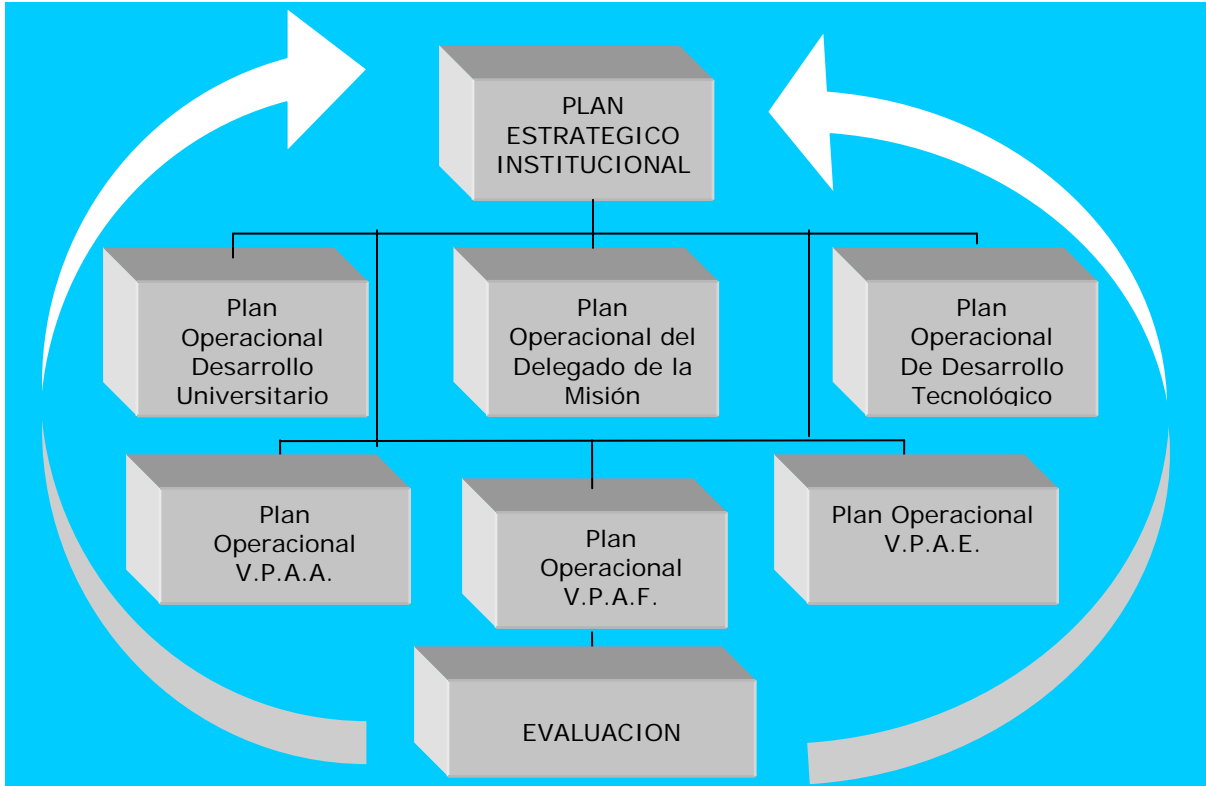 PLAN
ESTRATEGICO
INSTITUCIONAL
Plan
Operacional
Desarrollo
Universitario
Plan
Operacional del
Delegado de la
Misión
Plan
Operacional
De Desarrollo
Tecnológico
Plan
Operacional
V.P.A.A.
Plan
Operacional
V.P.A.F.
Plan Operacional
V.P.A.E.
EVALUACION